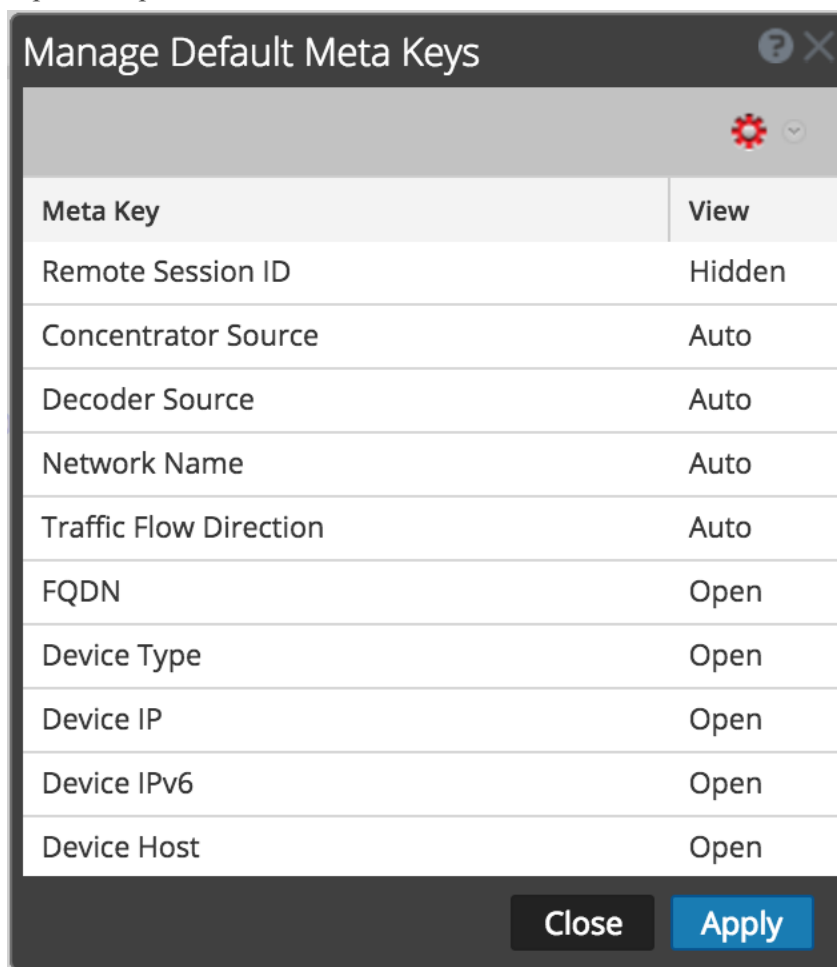 Manage Default Meta Keys
Meta Key View
Remote Session ID Hidden
Concentrator Source Auto
Decoder Source Auto
Network Name Auto
Traffic Flow Direction Auto
FQDN Open
Device Type Open
Device IP Open
Device IPv6 Open
Device Host Open
Close Apply